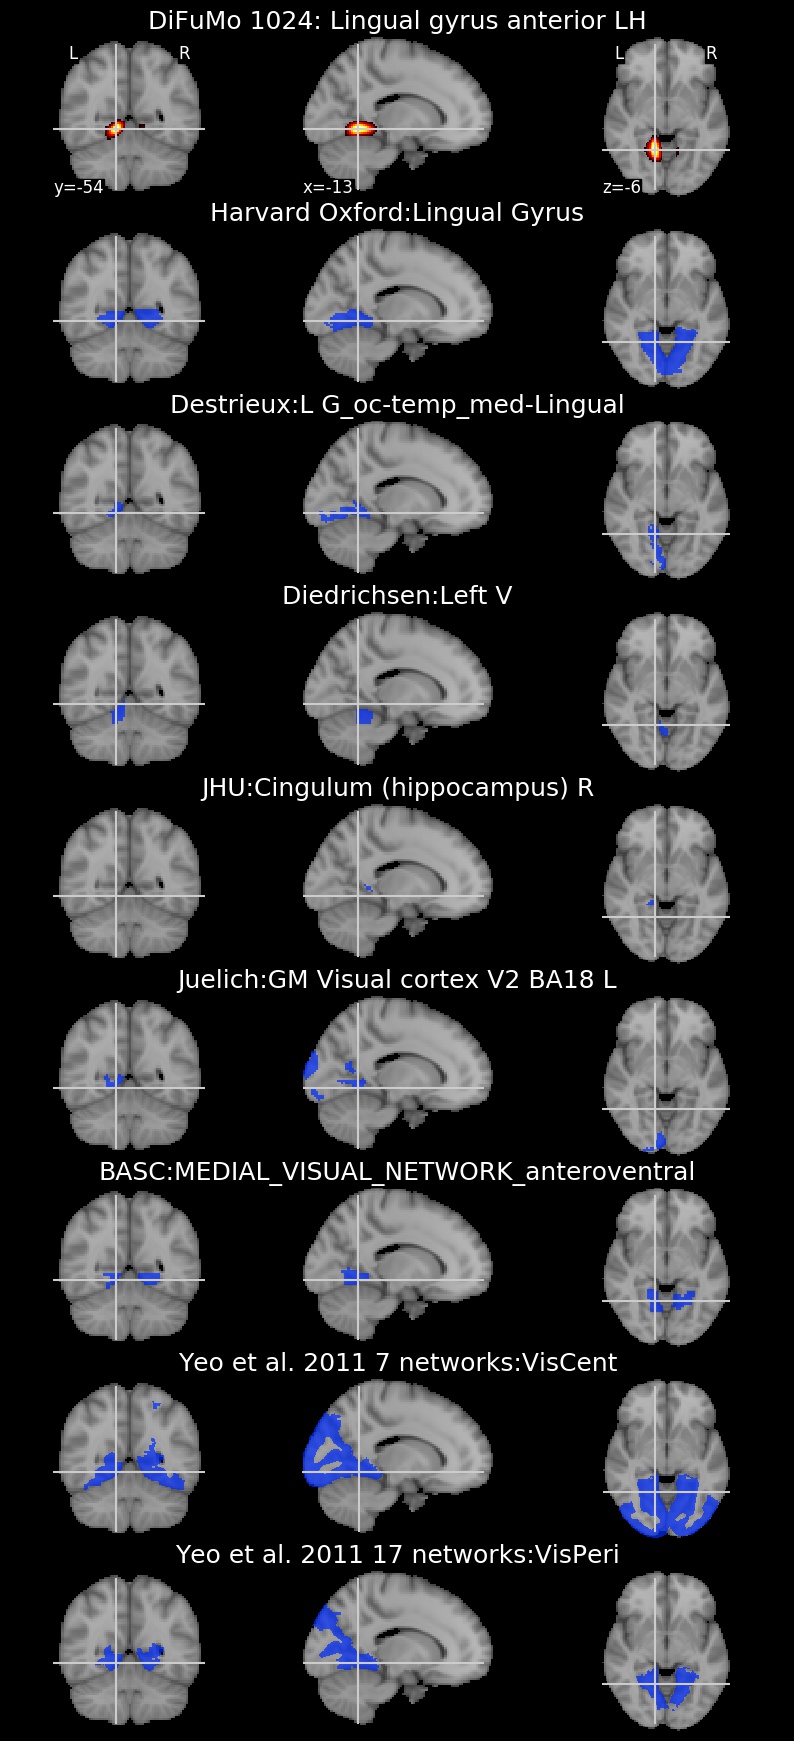 DiFuMo 1024: Lingual gyrus anterior LH
L R L R
y=-54 x=-13 z=-6
Harvard Oxford:Lingual Gyrus
Destrieux:L G_oc-temp_med-Lingual
Diedrichsen:Left V
JHU:Cingulum (hippocampus) R
Juelich:GM Visual cortex V2 BA18 L
BASC:MEDIAL_VISUAL_NETWORK_anteroventral
Yeo et al. 2011 7 networks:VisCent
Yeo et al. 2011 17 networks:VisPeri